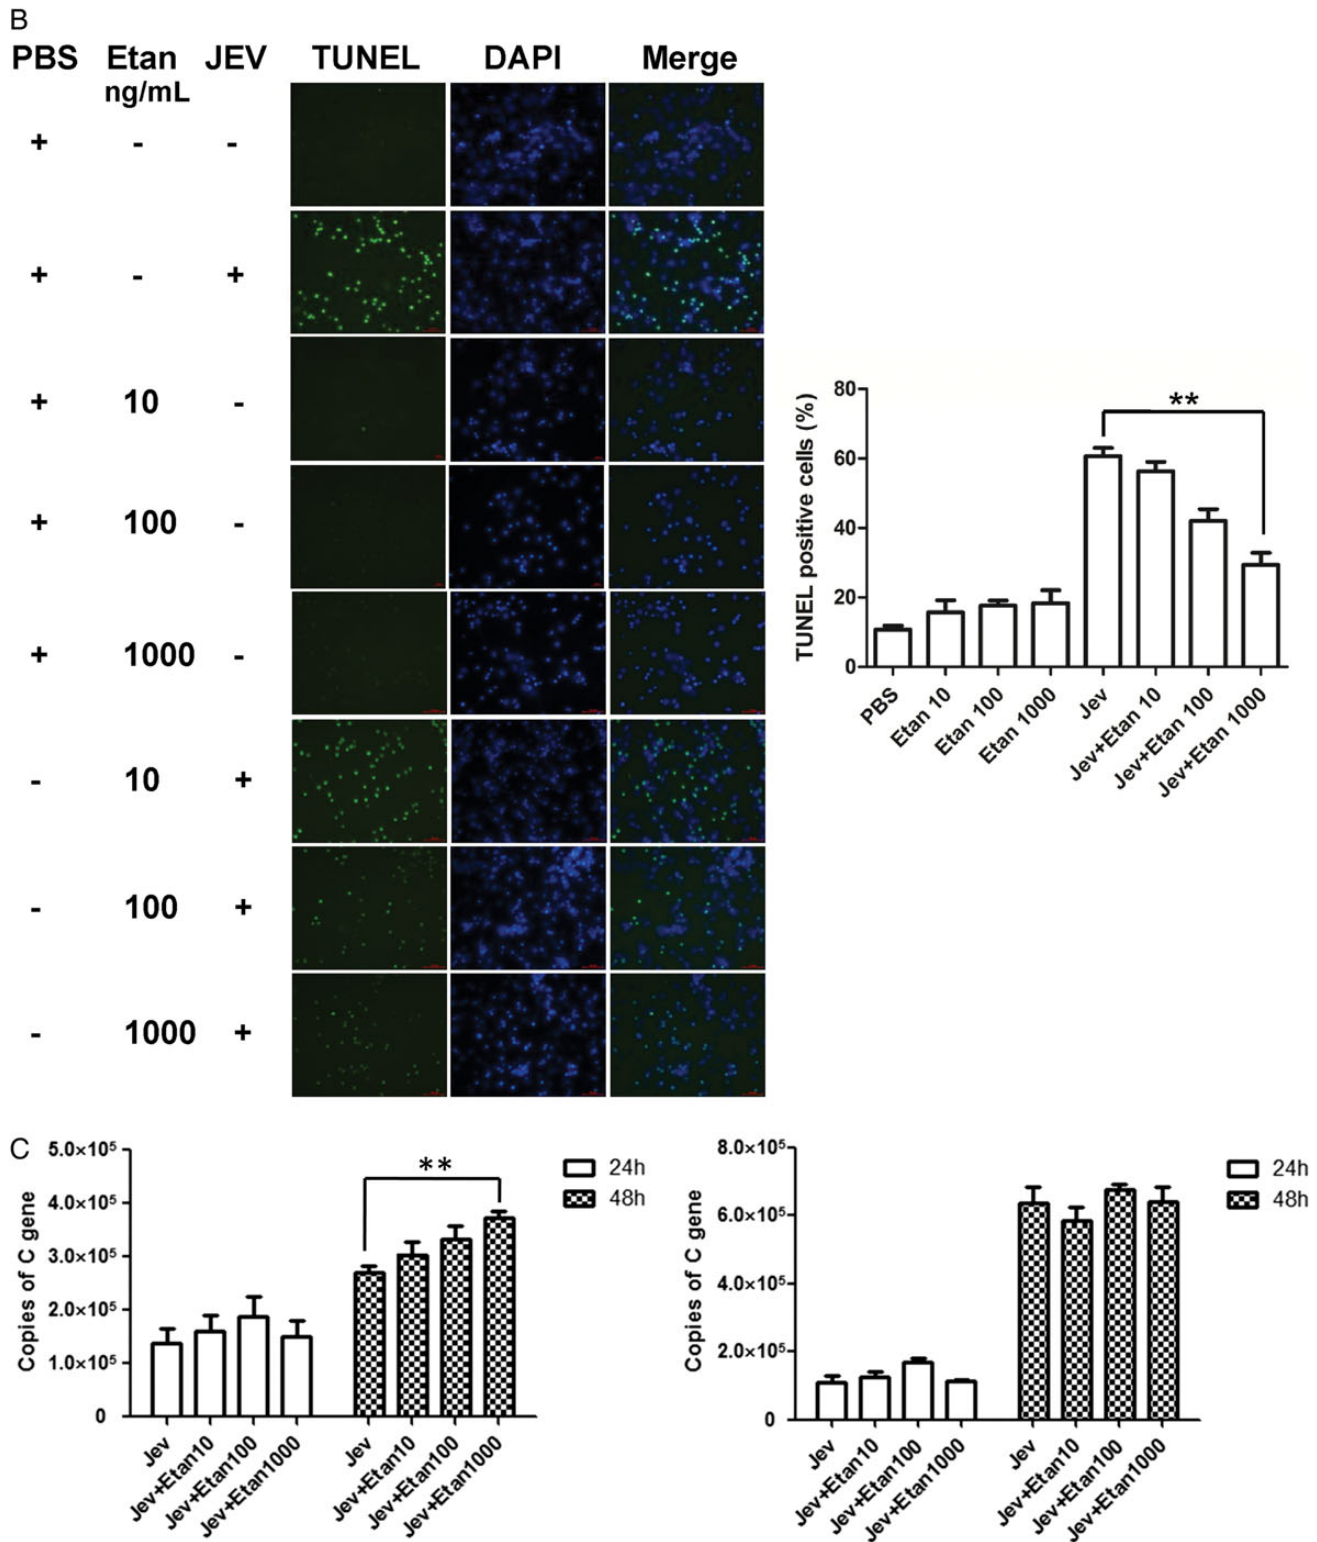 B
PBS Etan JEV TUNEL DAPI Merge
ng/mL
+ - -
+ - +
+ 10 -
+ 100 -
+ 1000 -
- 10 +
- 100 +
- 1000 +
TUNEL positive cells (%)
80
60
40
20
0
**
PBS
Etan 10
Etan 100
Etan 1000
Jev
Jev+Etan 10
Jev+Etan 100
Jev+Etan 1000
C
Copies of C gene
5.0×10⁵
4.0×10⁵
3.0×10⁵
2.0×10⁵
1.0×10⁵
0
**
24h
48h
Jev
Jev+Etan10
Jev+Etan100
Jev+Etan1000
Jev
Jev+Etan10
Jev+Etan100
Jev+Etan1000
Copies of C gene
8.0×10⁵
6.0×10⁵
4.0×10⁵
2.0×10⁵
0
24h
48h
Jev
Jev+Etan10
Jev+Etan100
Jev+Etan1000
Jev
Jev+Etan10
Jev+Etan100
Jev+Etan1000